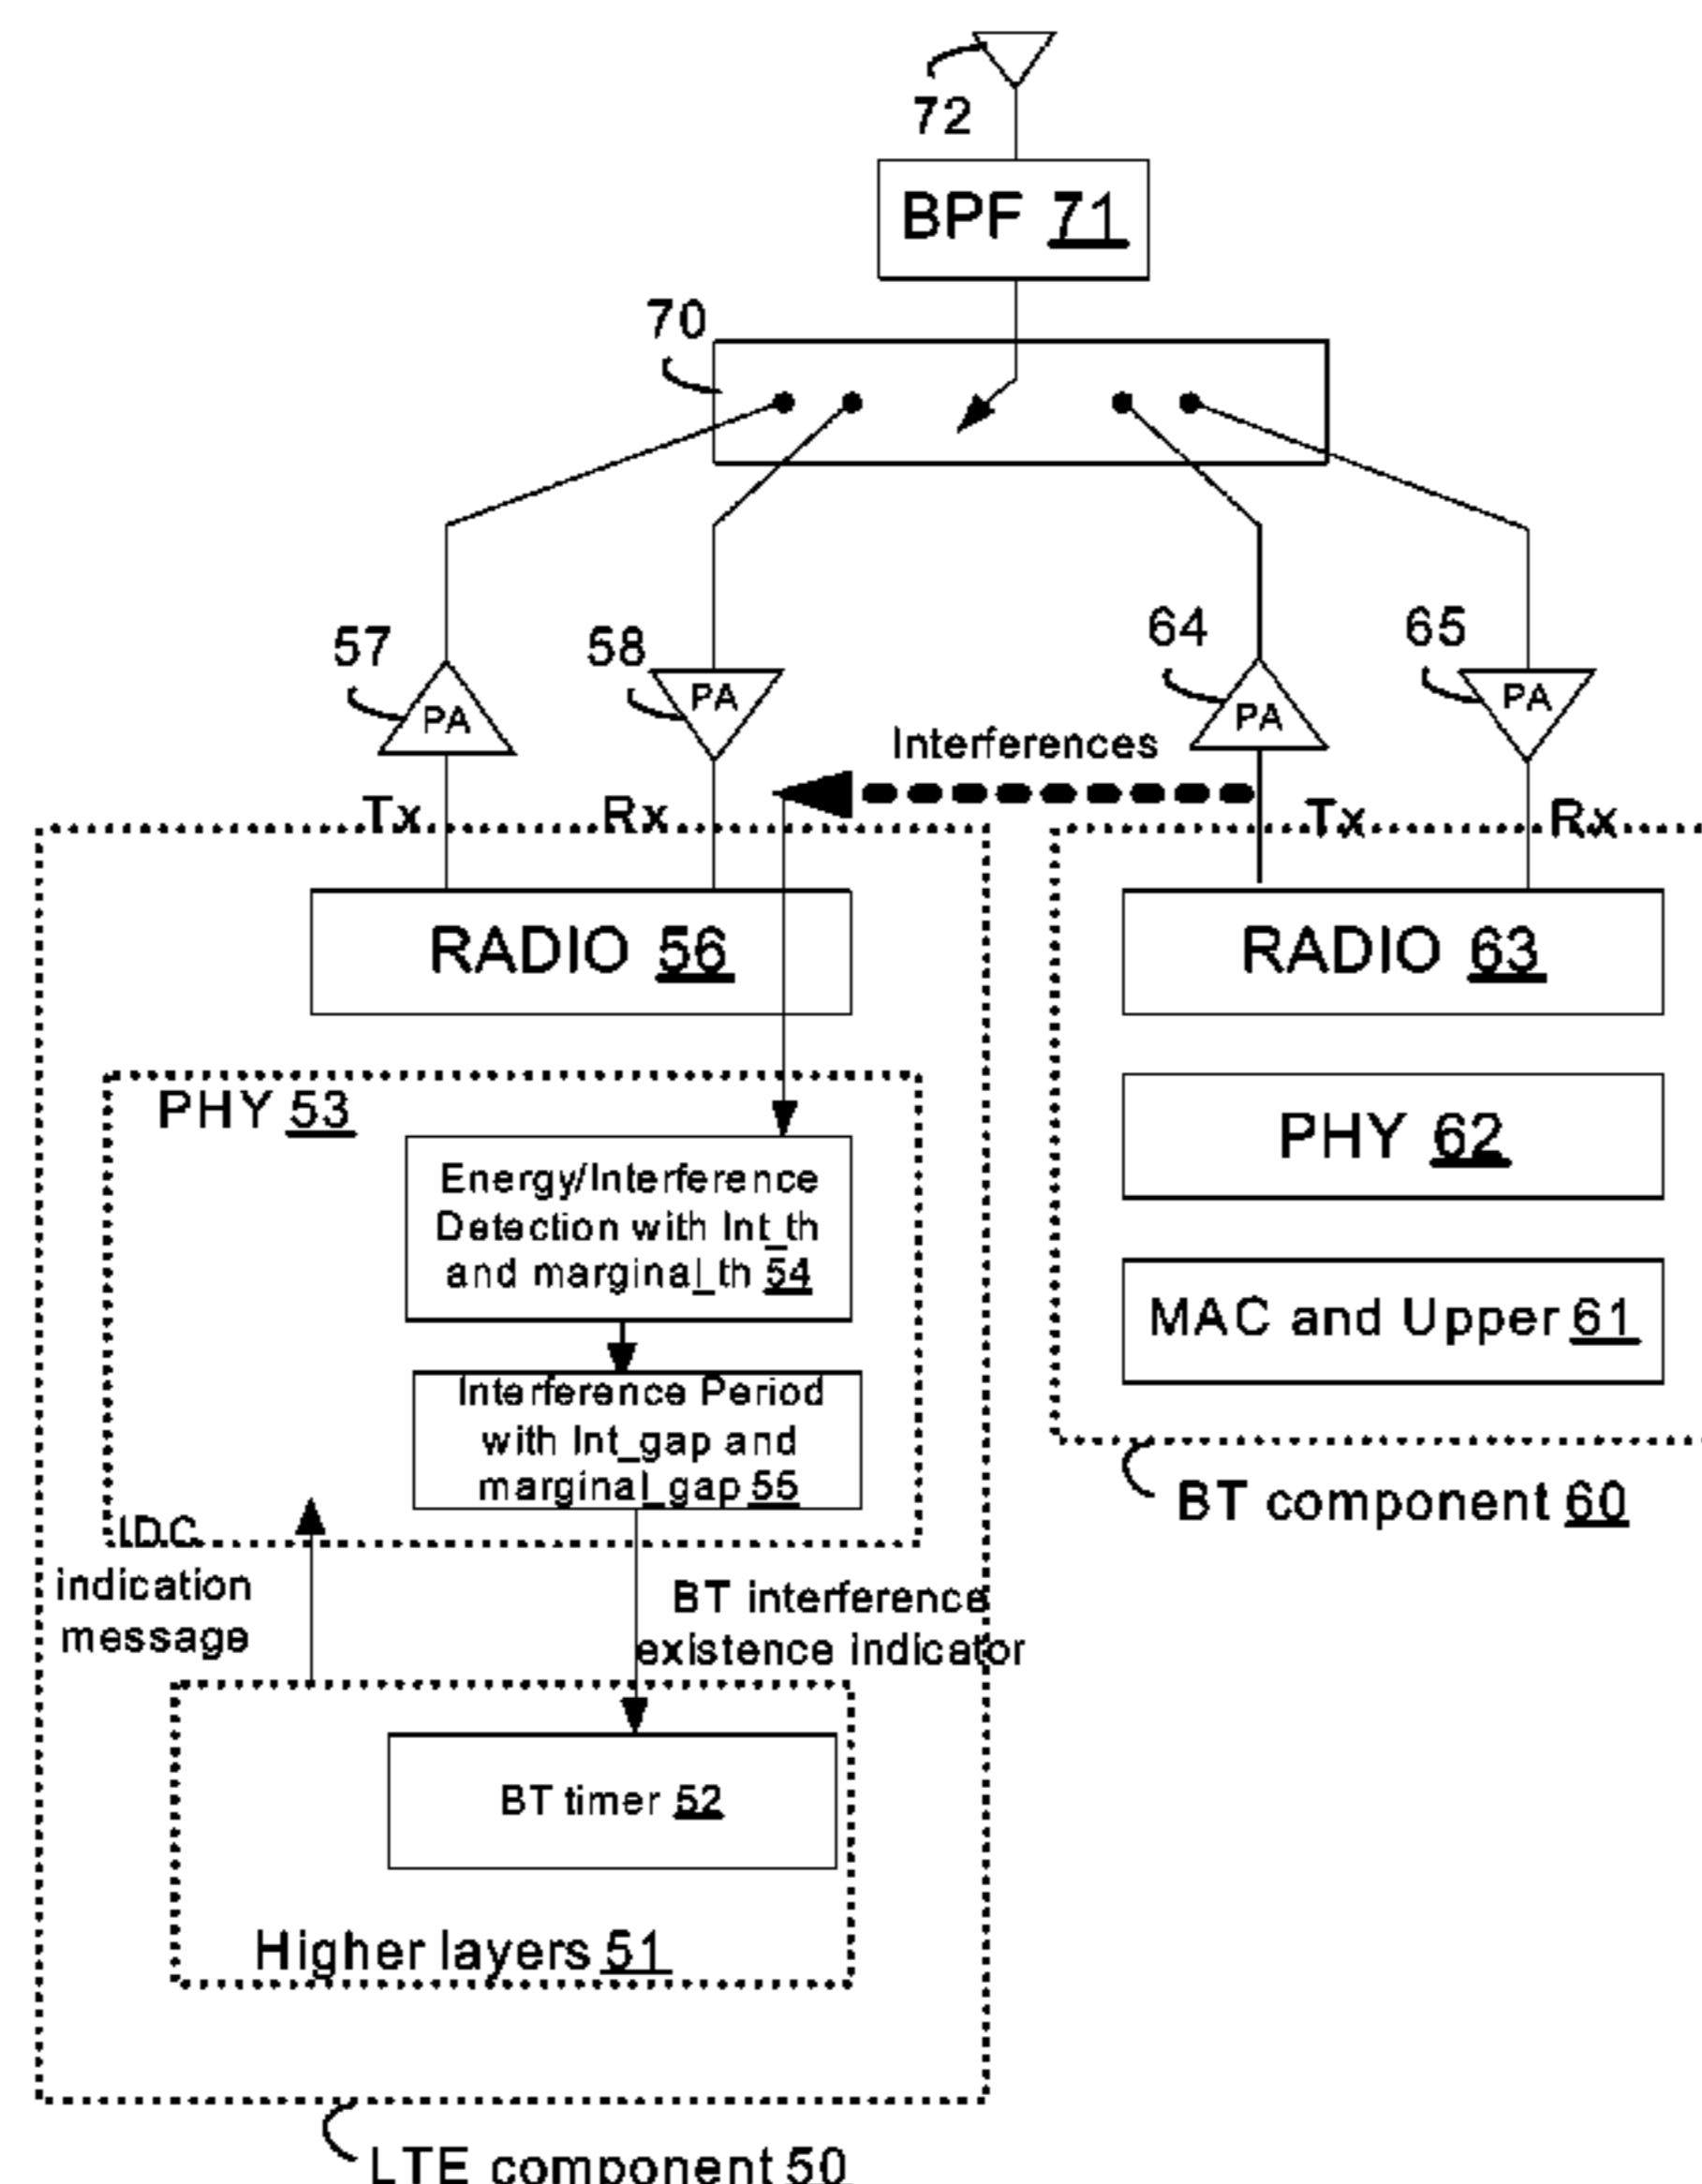 72
BPF 71
70
57
58
64
65
PA
PA
PA
PA
Interferences
Tx
Rx
Tx
Rx
RADIO 56
RADIO 63
PHY 53
PHY 62
Energy/Interference
Detection with Int_th
and marginal_th 54
MAC and Upper 61
Interference Period
with Int_gap and
marginal_gap 55
BT component 60
IDC
indication
message
BT interference
existence indicator
BT timer 52
Higher layers 51
LTE component 50